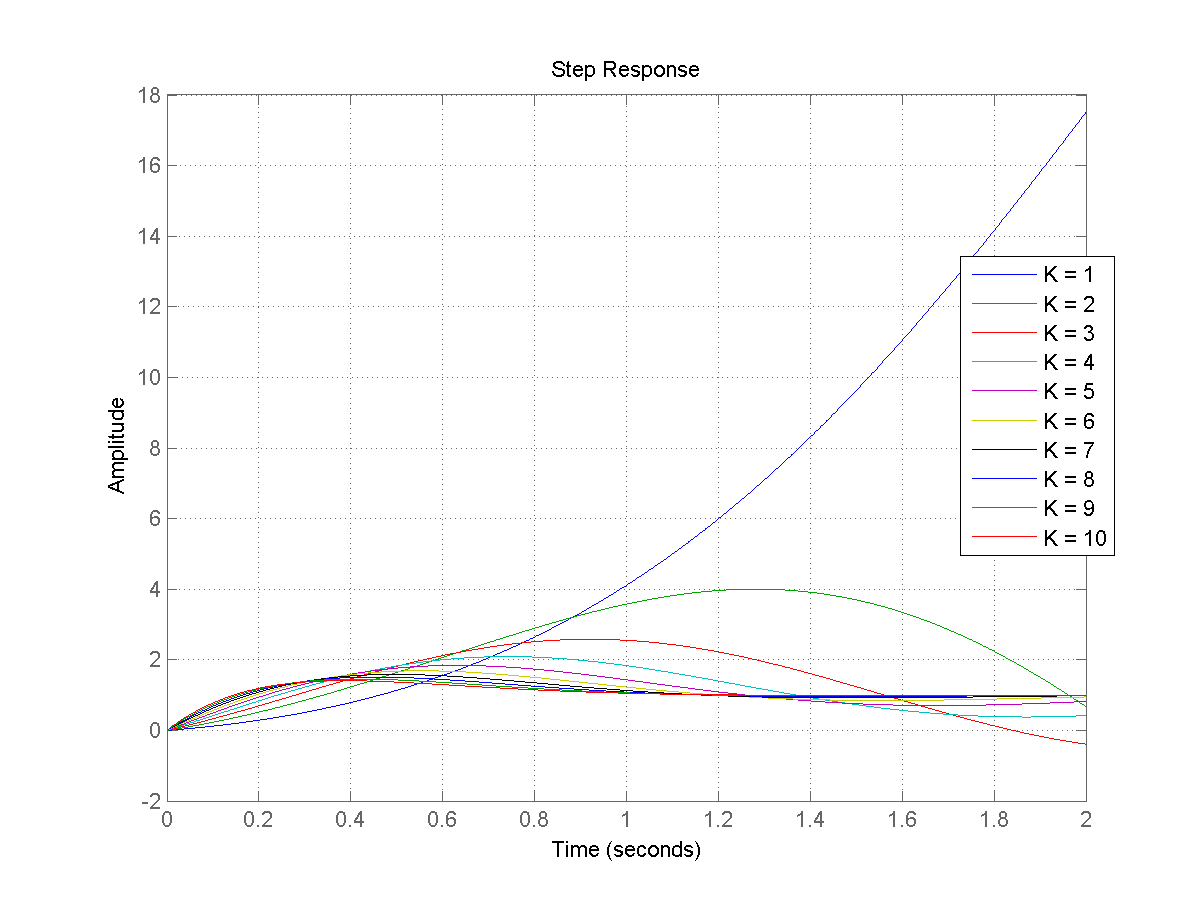 Step Response
18
16
14
12
10
8
6
4
2
0
-2
Amplitude
K = 1
K = 2
K = 3
K = 4
K = 5
K = 6
K = 7
K = 8
K = 9
K = 10
0 0.2 0.4 0.6 0.8 1 1.2 1.4 1.6 1.8 2
Time (seconds)